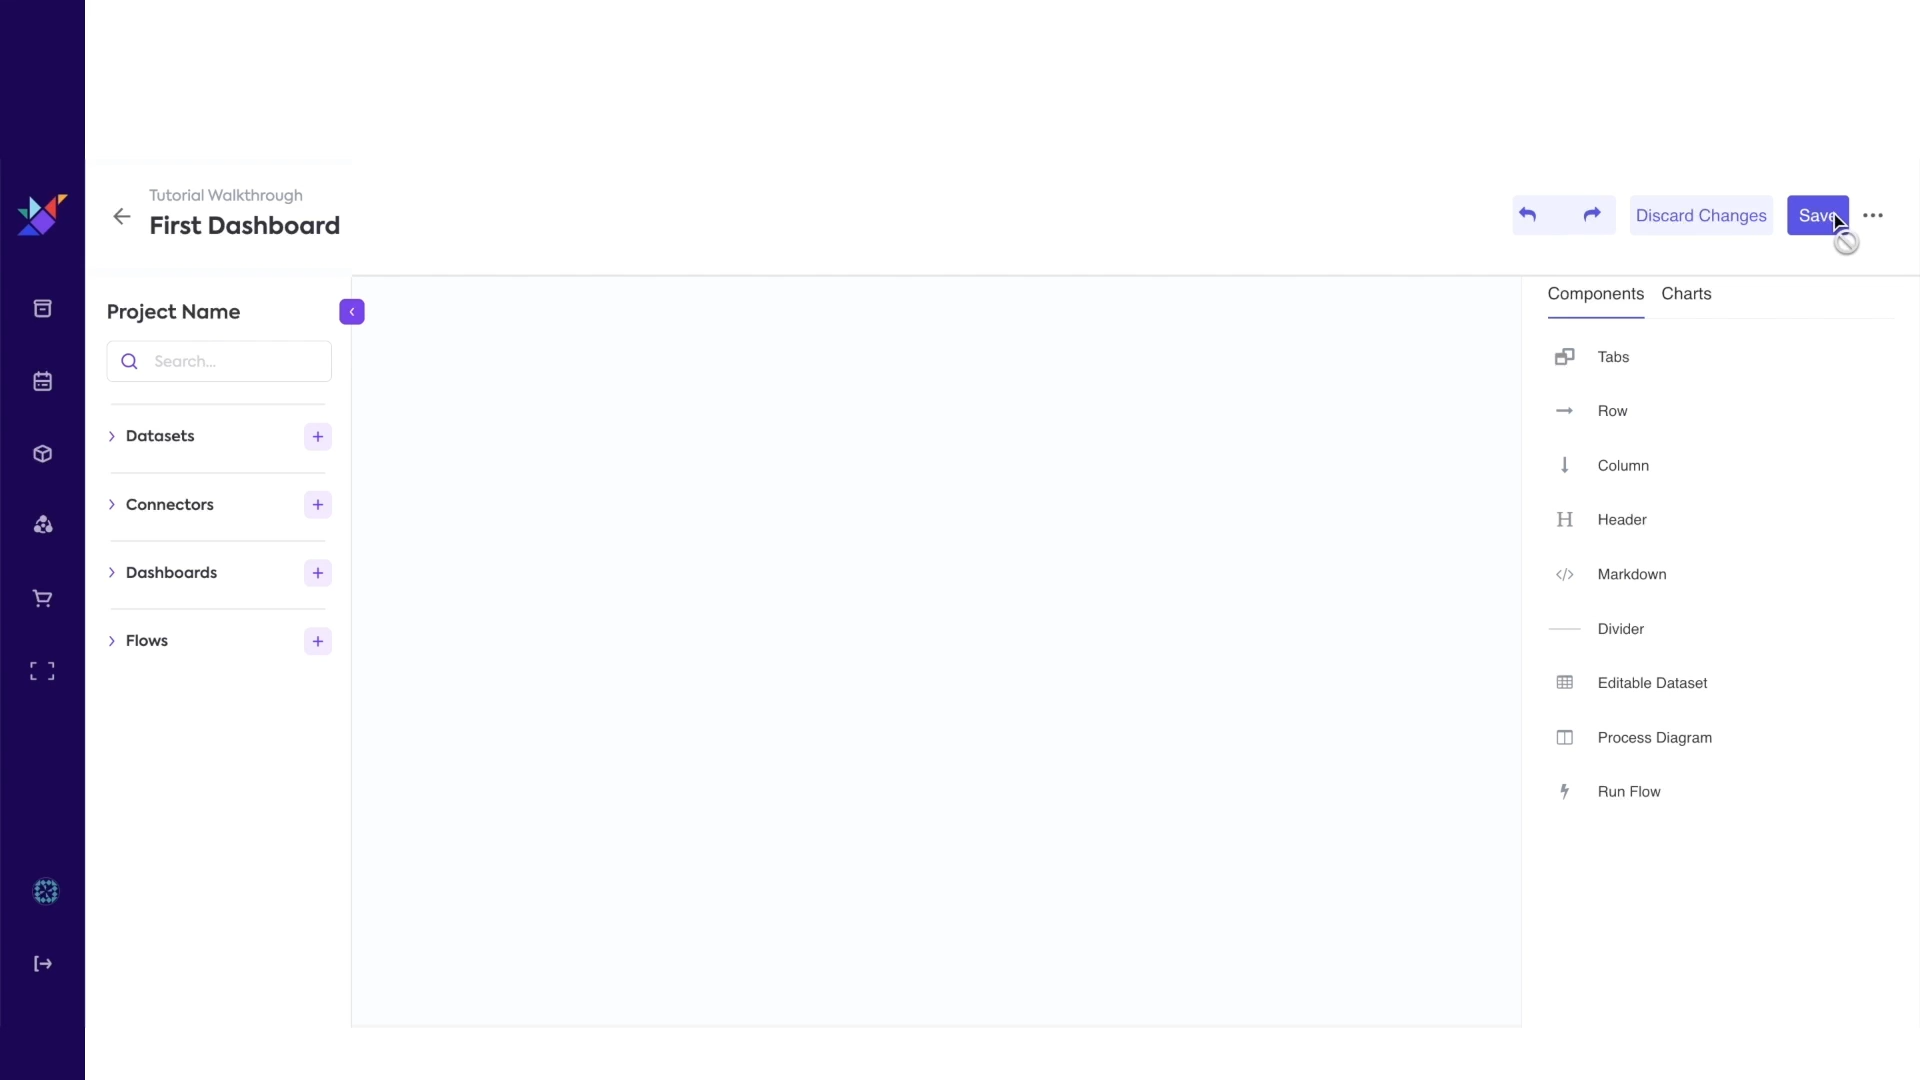 Tutorial Walkthrough
First Dashboard
Discard Changes
Save
Project Name
Search...
Datasets
Connectors
Dashboards
Flows
Components Charts
Tabs
Row
Column
H Header
</> Markdown
Divider
Editable Dataset
Process Diagram
Run Flow